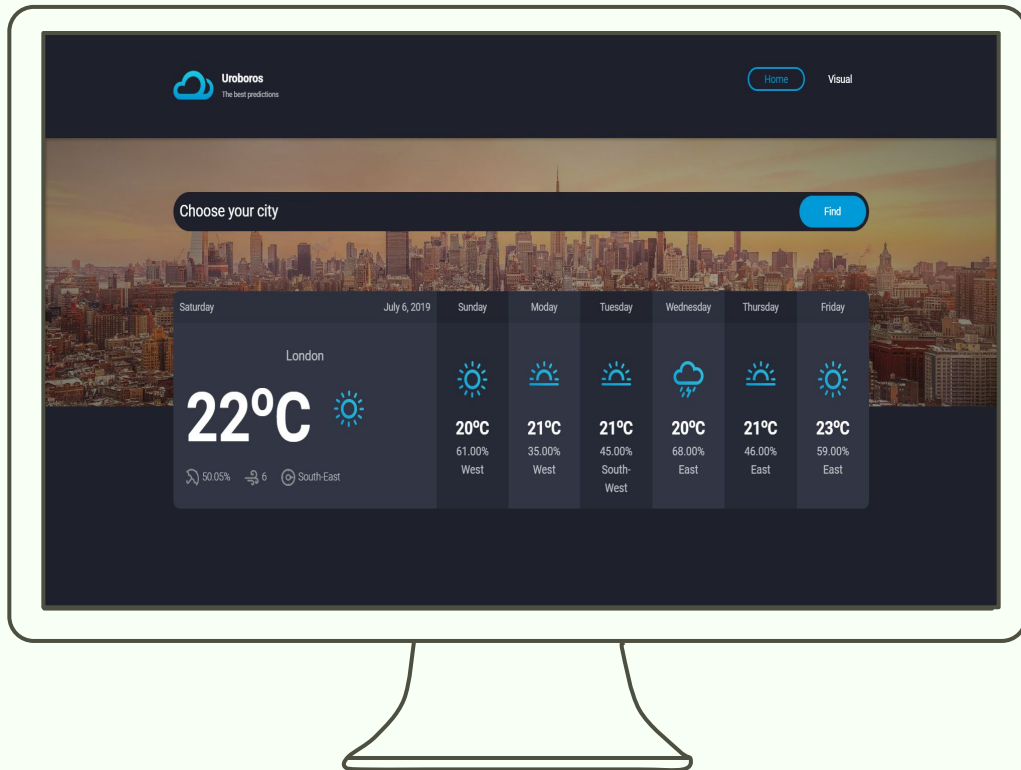 Uroboros
The best predictions
Home
Visual
Choose your city
Find
Saturday
July 6, 2019
London
22ºC
50.05%
6
South-East
Sunday
20ºC
61.00%
West
Moday
21ºC
35.00%
West
Tuesday
21ºC
45.00%
South-
West
Wednesday
20ºC
68.00%
East
Thursday
21ºC
46.00%
East
Friday
23ºC
59.00%
East